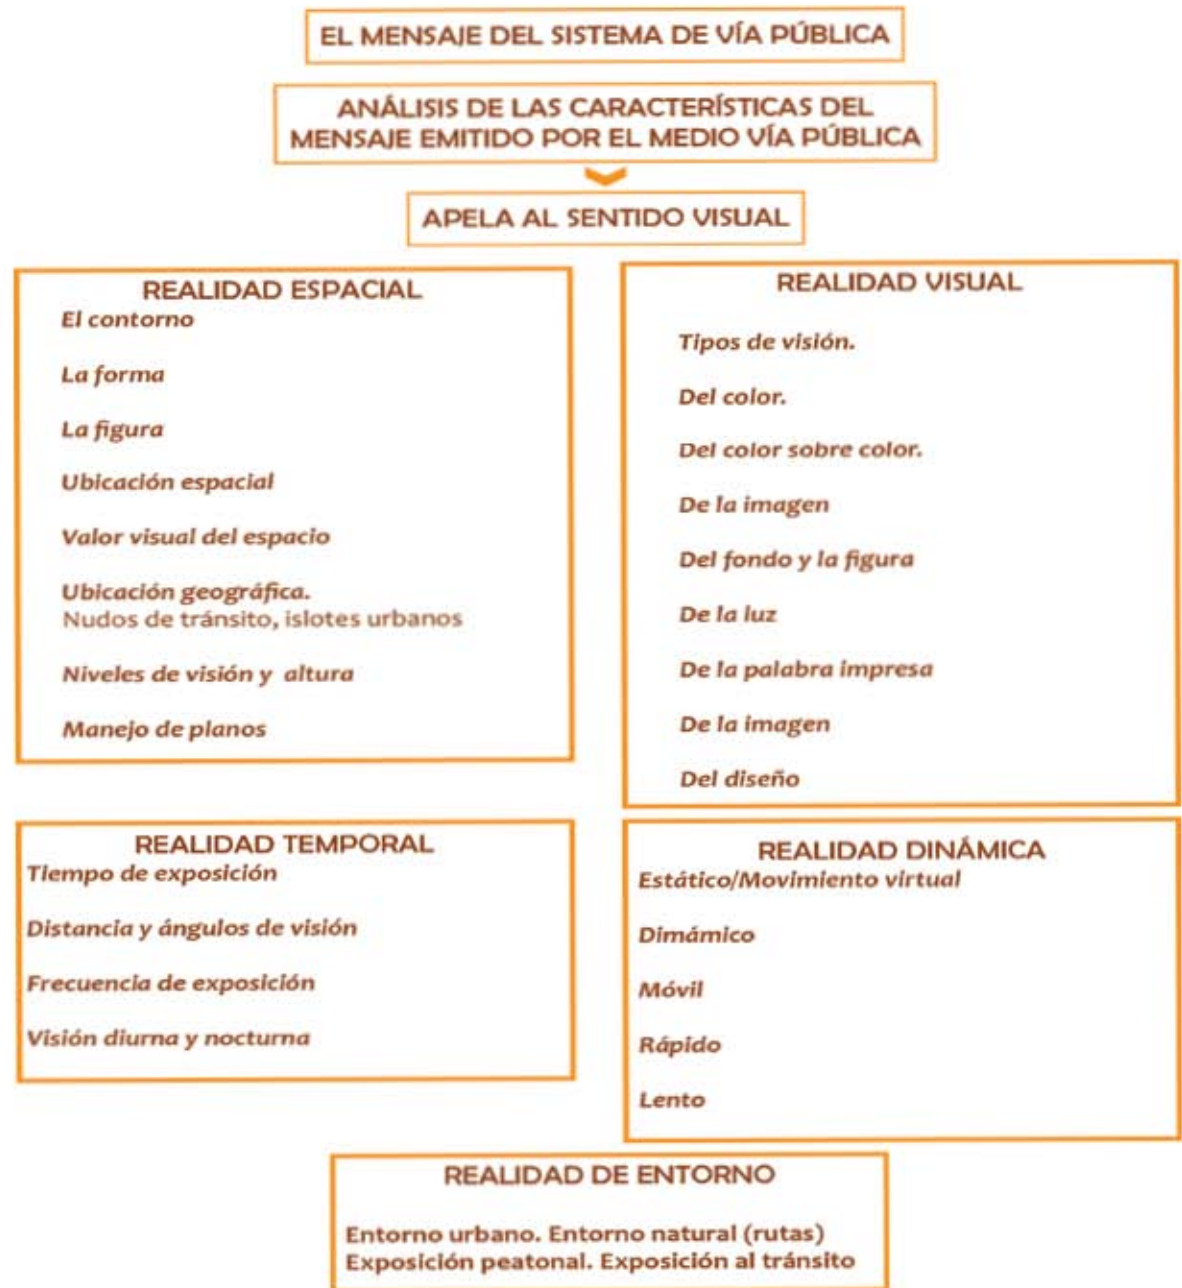 EL MENSAJE DEL SISTEMA DE VÍA PÚBLICA
ANÁLISIS DE LAS CARACTERÍSTICAS DEL
MENSAJE EMITIDO POR EL MEDIO VÍA PÚBLICA
APELA AL SENTIDO VISUAL
REALIDAD ESPACIAL
El contorno
La forma
La figura
Ubicación espacial
Valor visual del espacio
Ubicación geográfica.
Nudos de tránsito, islotes urbanos
Niveles de visión y altura
Manejo de planos
REALIDAD VISUAL
Tipos de visión.
Del color.
Del color sobre color.
De la imagen
Del fondo y la figura
De la luz
De la palabra impresa
De la imagen
Del diseño
REALIDAD TEMPORAL
Tiempo de exposición
Distancia y ángulos de visión
Frecuencia de exposición
Visión diurna y nocturna
REALIDAD DINÁMICA
Estático/Movimiento virtual
Dimámico
Móvil
Rápido
Lento
REALIDAD DE ENTORNO
Entorno urbano. Entorno natural (rutas)
Exposición peatonal. Exposición al tránsito